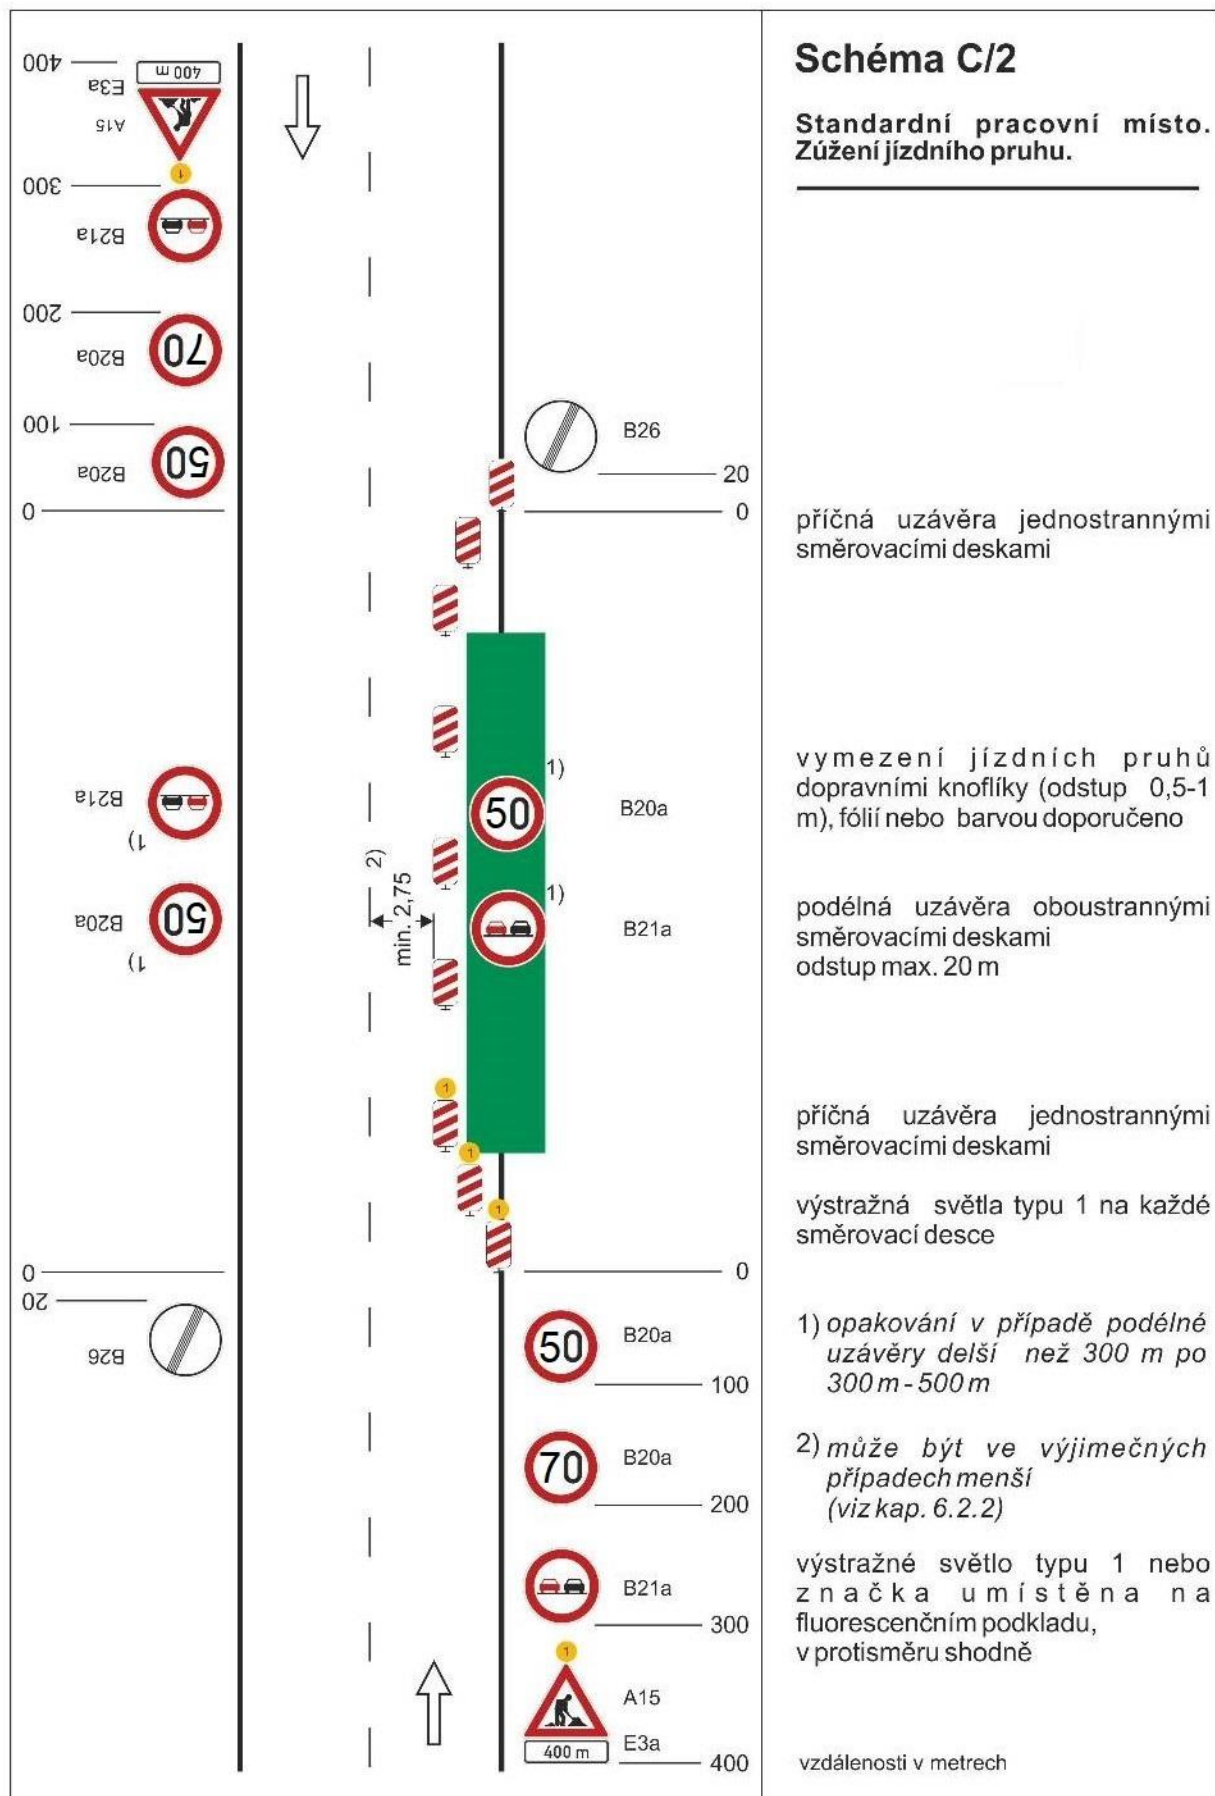 Schéma C/2
Standardní pracovní místo.
Zúžení jízdního pruhu.
400
400 m
E3a
A15
1
300
B21a
200
B20a
70
100
B20a
50
0
B26
20
0
příčná uzávěra jednostrannými
směrovacími deskami
B21a
1)
B20a
50
1)
1)
50
B20a
1)
B21a
2)
min. 2,75
vymezení jízdních pruhů
dopravními knoflíky (odstup 0,5-1
m), fólií nebo barvou doporučeno
podélná uzávěra oboustrannými
směrovacími deskami
odstup max. 20 m
1
1
1
příčná uzávěra jednostrannými
směrovacími deskami
výstražná světla typu 1 na každé
směrovací desce
0
20
B26
0
50
B20a
100
70
B20a
200
B21a
300
1
A15
400 m
E3a
400
1) opakování v případě podélné
uzávěry delší než 300 m po
300 m - 500 m
2) může být ve výjimečných
případech menší
(viz kap. 6.2.2)
výstražné světlo typu 1 nebo
značka umístěna na
fluorescenčním podkladu,
v protisměru shodně
vzdálenosti v metrech